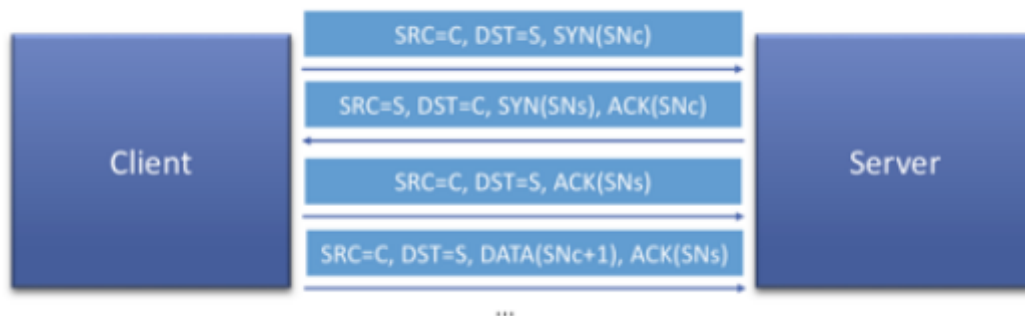 SRC=C, DST=S, SYN(SNc)
SRC=S, DST=C, SYN(SNs), ACK(SNc)
Client
Server
SRC=C, DST=S, ACK(SNs)
SRC=C, DST=S, DATA(SNc+1), ACK(SNs)
...